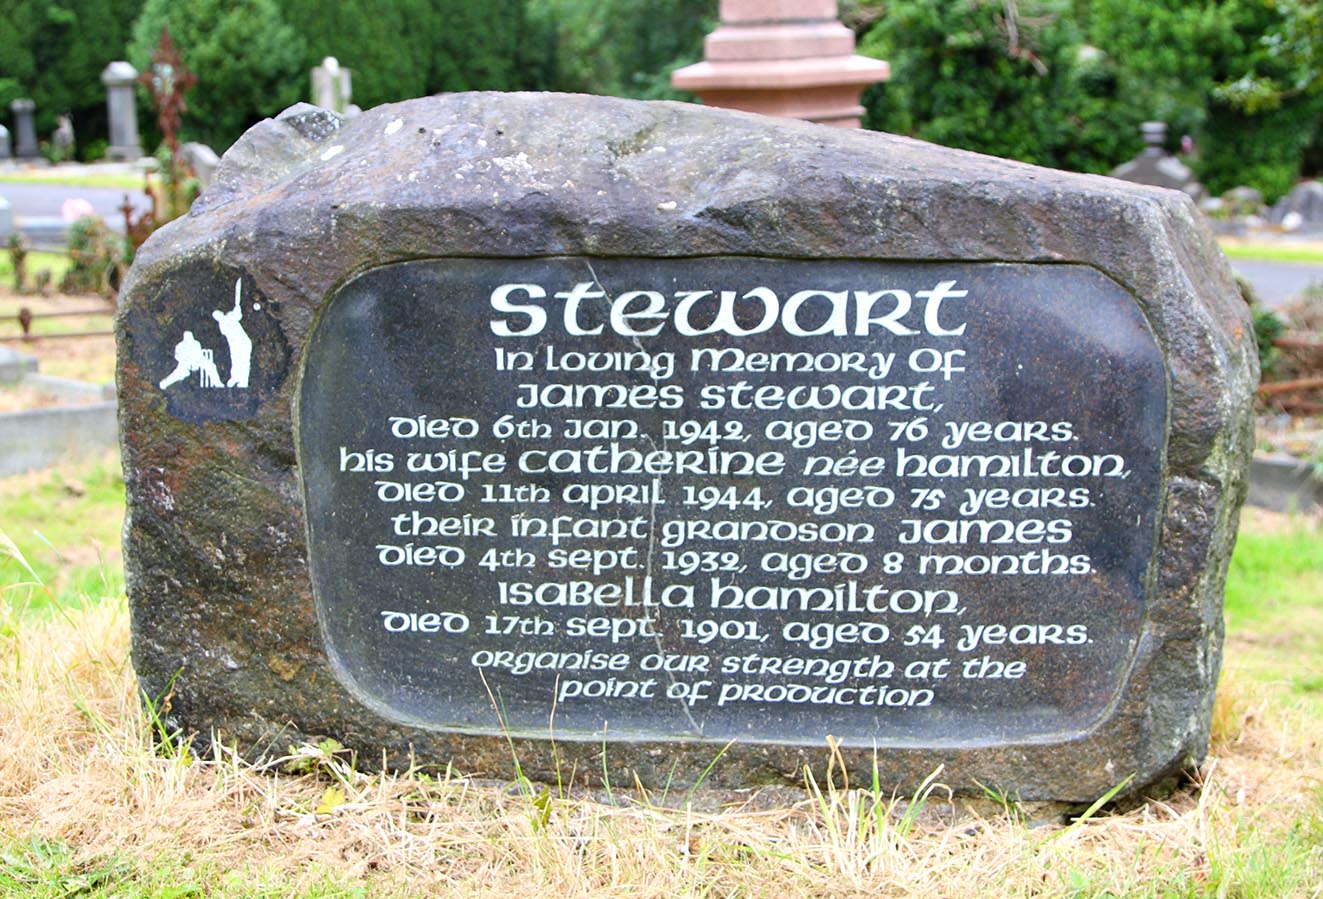 Stewart
In Loving Memory Of
James Stewart,
died 6th Jan. 1942, aged 76 years.
his wife Catherine née Hamilton,
died 11th April 1944, aged 75 years.
their infant grandson James
died 4th Sept. 1932, aged 8 months.
Isabella Hamilton,
died 17th Sept. 1901, aged 54 years.
organise our strength at the
point of production